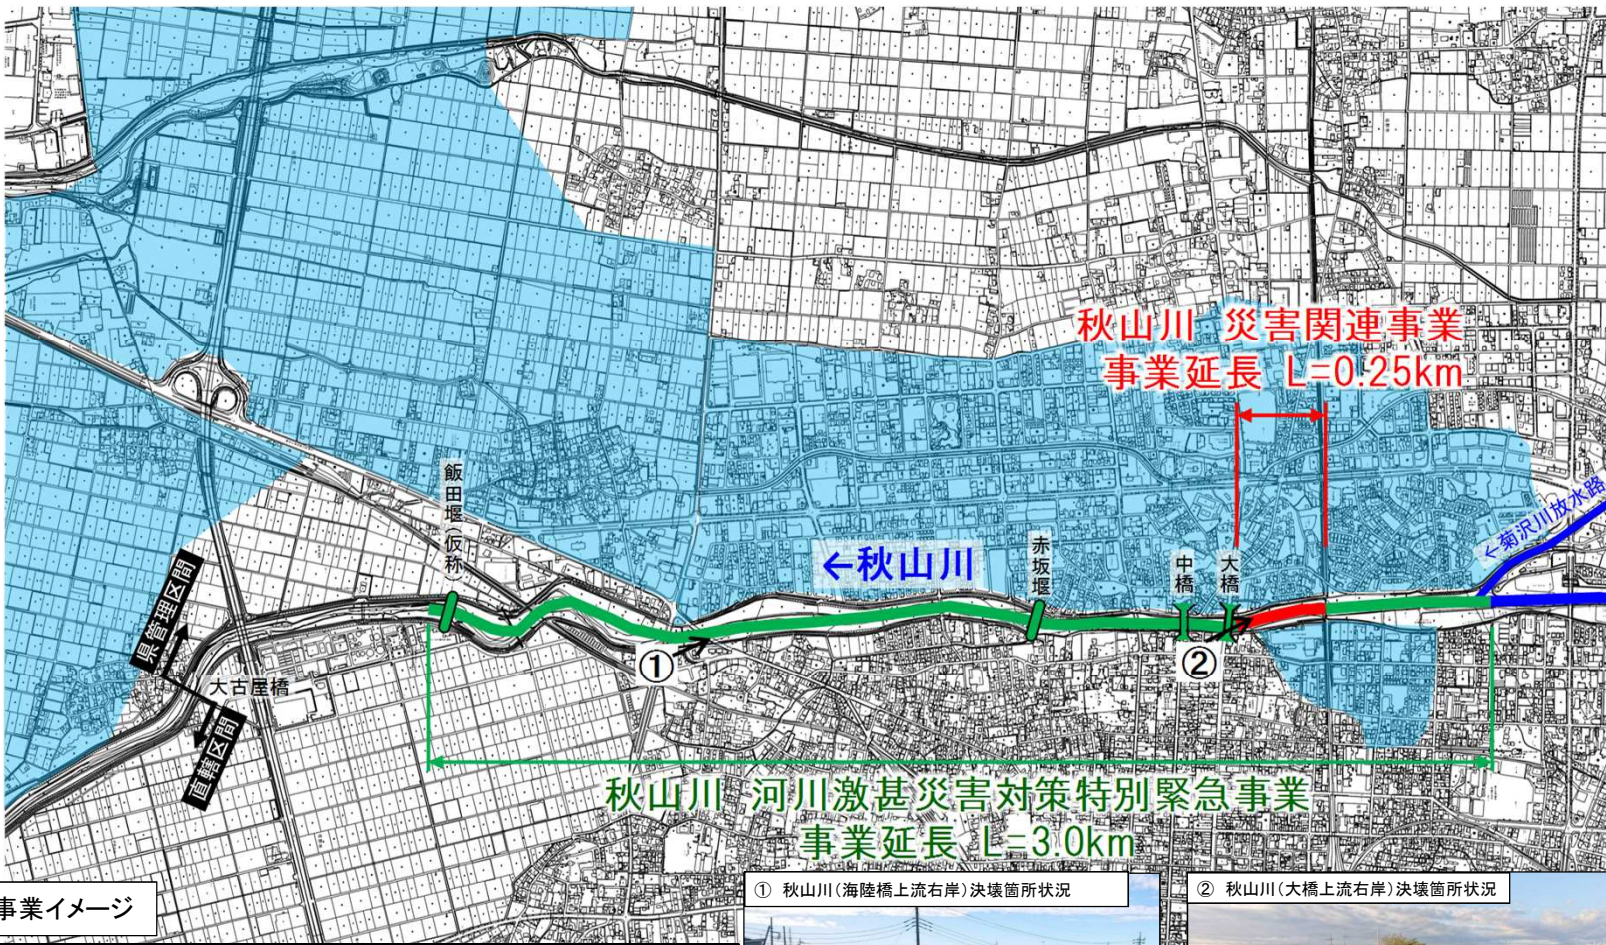 秋山川 災害関連事業
事業延長 L=0.25km
飯田堰(仮称)
←秋山川
赤坂堰
中橋
大橋
←菊沢川放水路
県管理区間
大古屋橋
直轄区間
①
②
秋山川 河川激甚災害対策特別緊急事業
事業延長 L=3.0km
事業イメージ
① 秋山川(海陸橋上流右岸)決壊箇所状況
② 秋山川(大橋上流右岸)決壊箇所状況